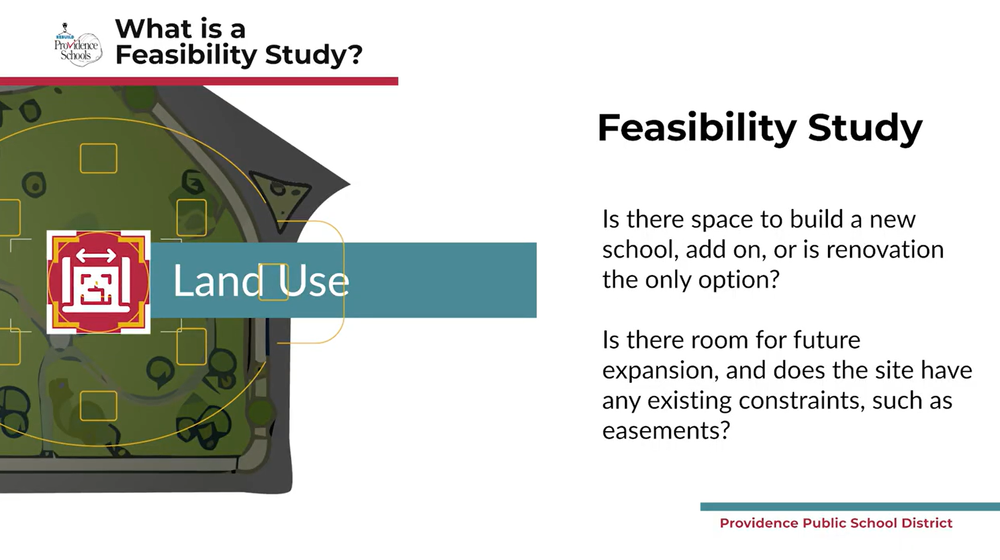 What is a
Feasibility Study?
REBUILD
Providence
Schools
Feasibility Study
Is there space to build a new
school, add on, or is renovation
the only option?
Land Use
Is there room for future
expansion, and does the site have
any existing constraints, such as
easements?
Providence Public School District